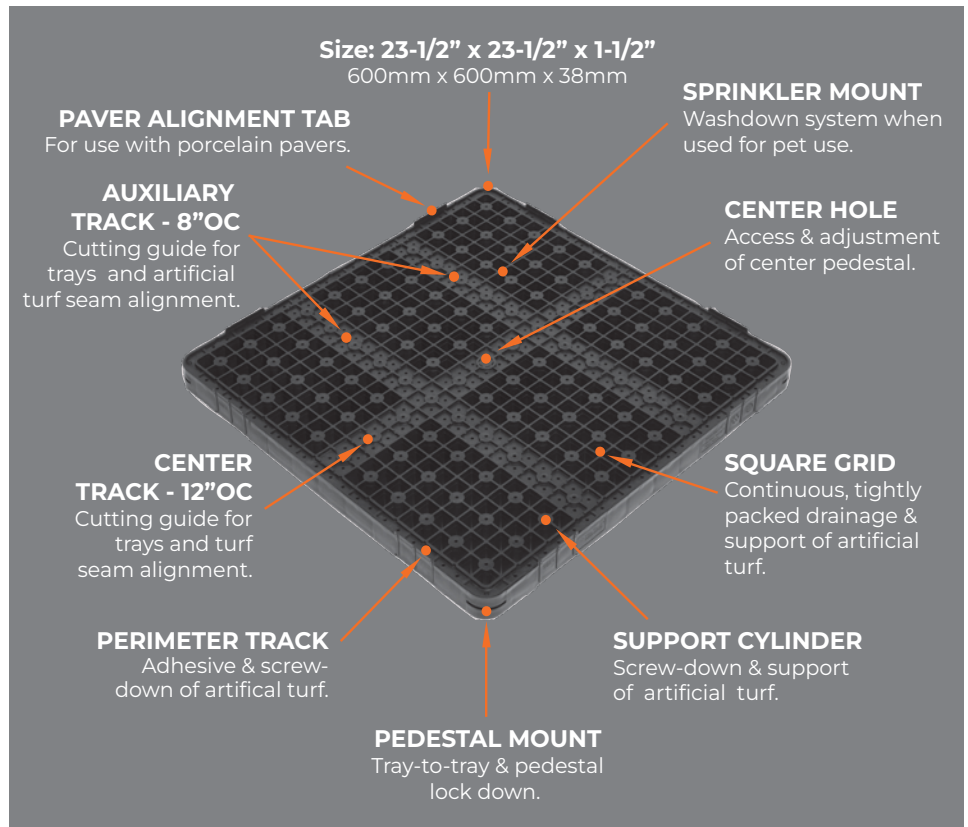 Size: 23-1/2” x 23-1/2” x 1-1/2”
600mm x 600mm x 38mm
PAVER ALIGNMENT TAB
For use with porcelain pavers.
AUXILIARY
TRACK - 8”OC
Cutting guide for
trays and artificial
turf seam alignment.
SPRINKLER MOUNT
Washdown system when
used for pet use.
CENTER HOLE
Access & adjustment
of center pedestal.
CENTER
TRACK - 12”OC
Cutting guide for
trays and turf
seam alignment.
SQUARE GRID
Continuous, tightly
packed drainage &
support of artificial
turf.
PERIMETER TRACK
Adhesive & screw-
down of artifical turf.
SUPPORT CYLINDER
Screw-down & support
of artificial turf.
PEDESTAL MOUNT
Tray-to-tray & pedestal
lock down.